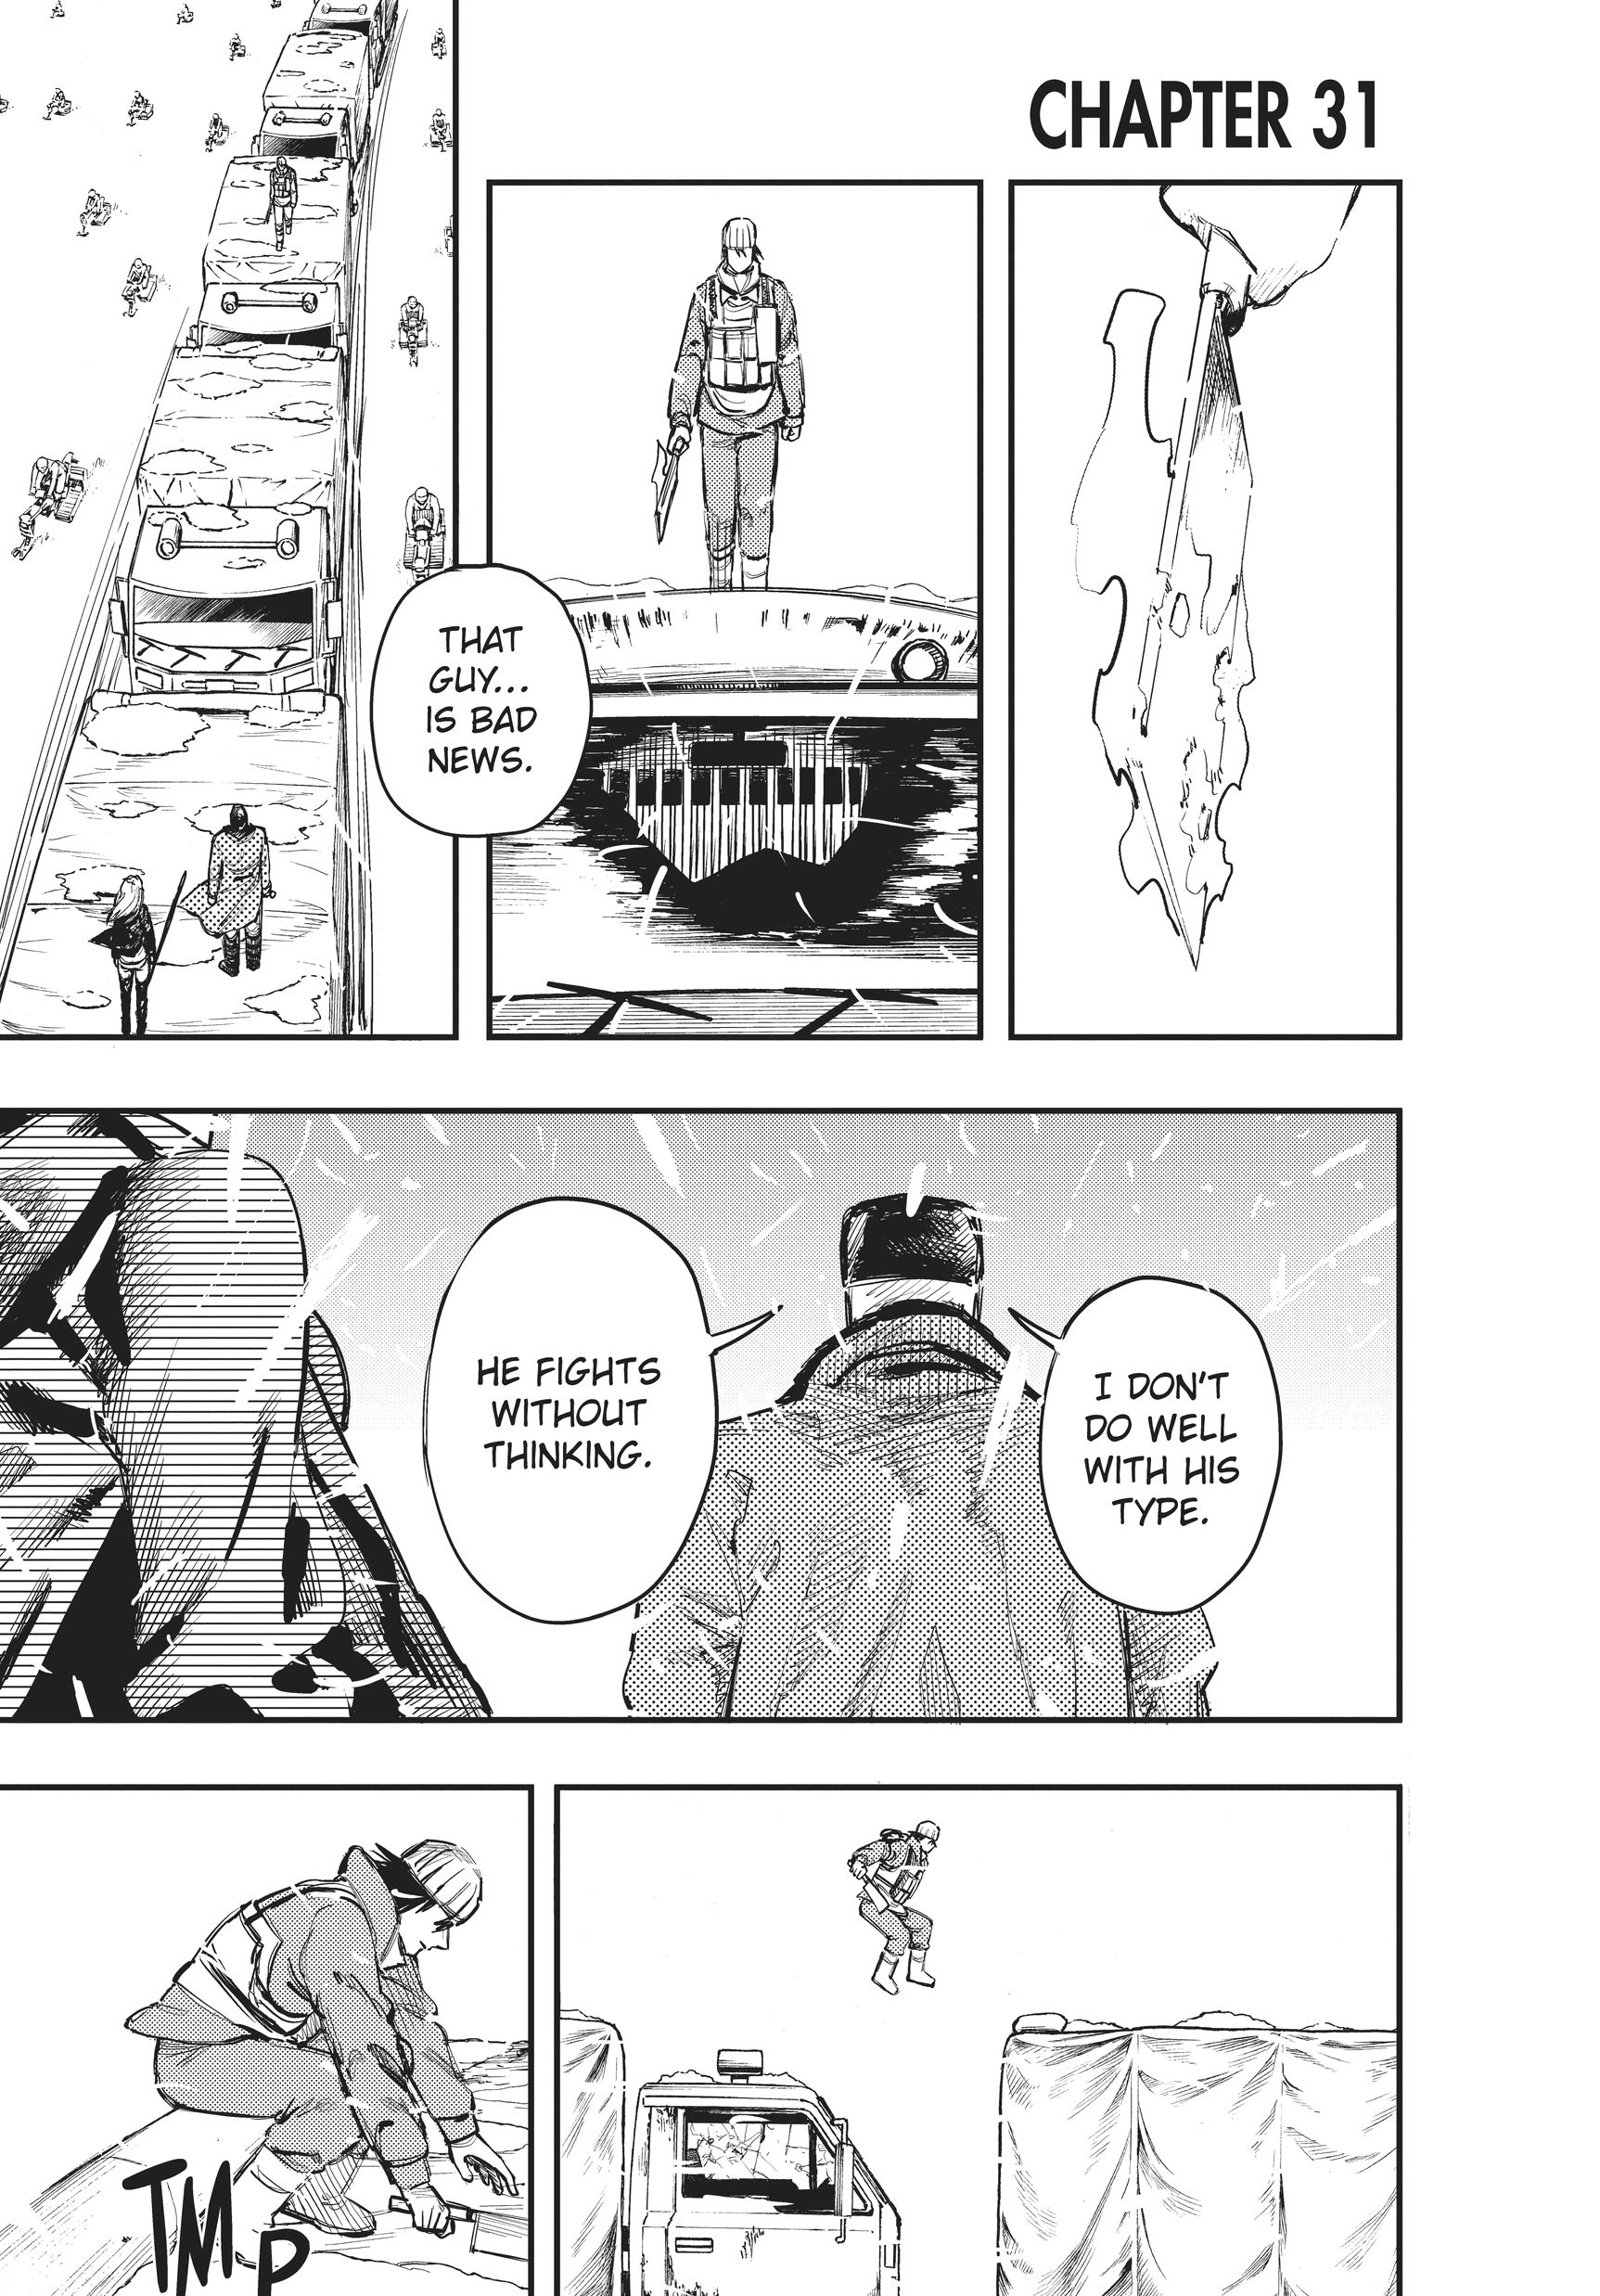 CHAPTER 31
THAT
GUY...
IS BAD
NEWS.
I DON'T
DO WELL
WITH HIS
TYPE.
HE FIGHTS
WITHOUT
THINKING.
TMP